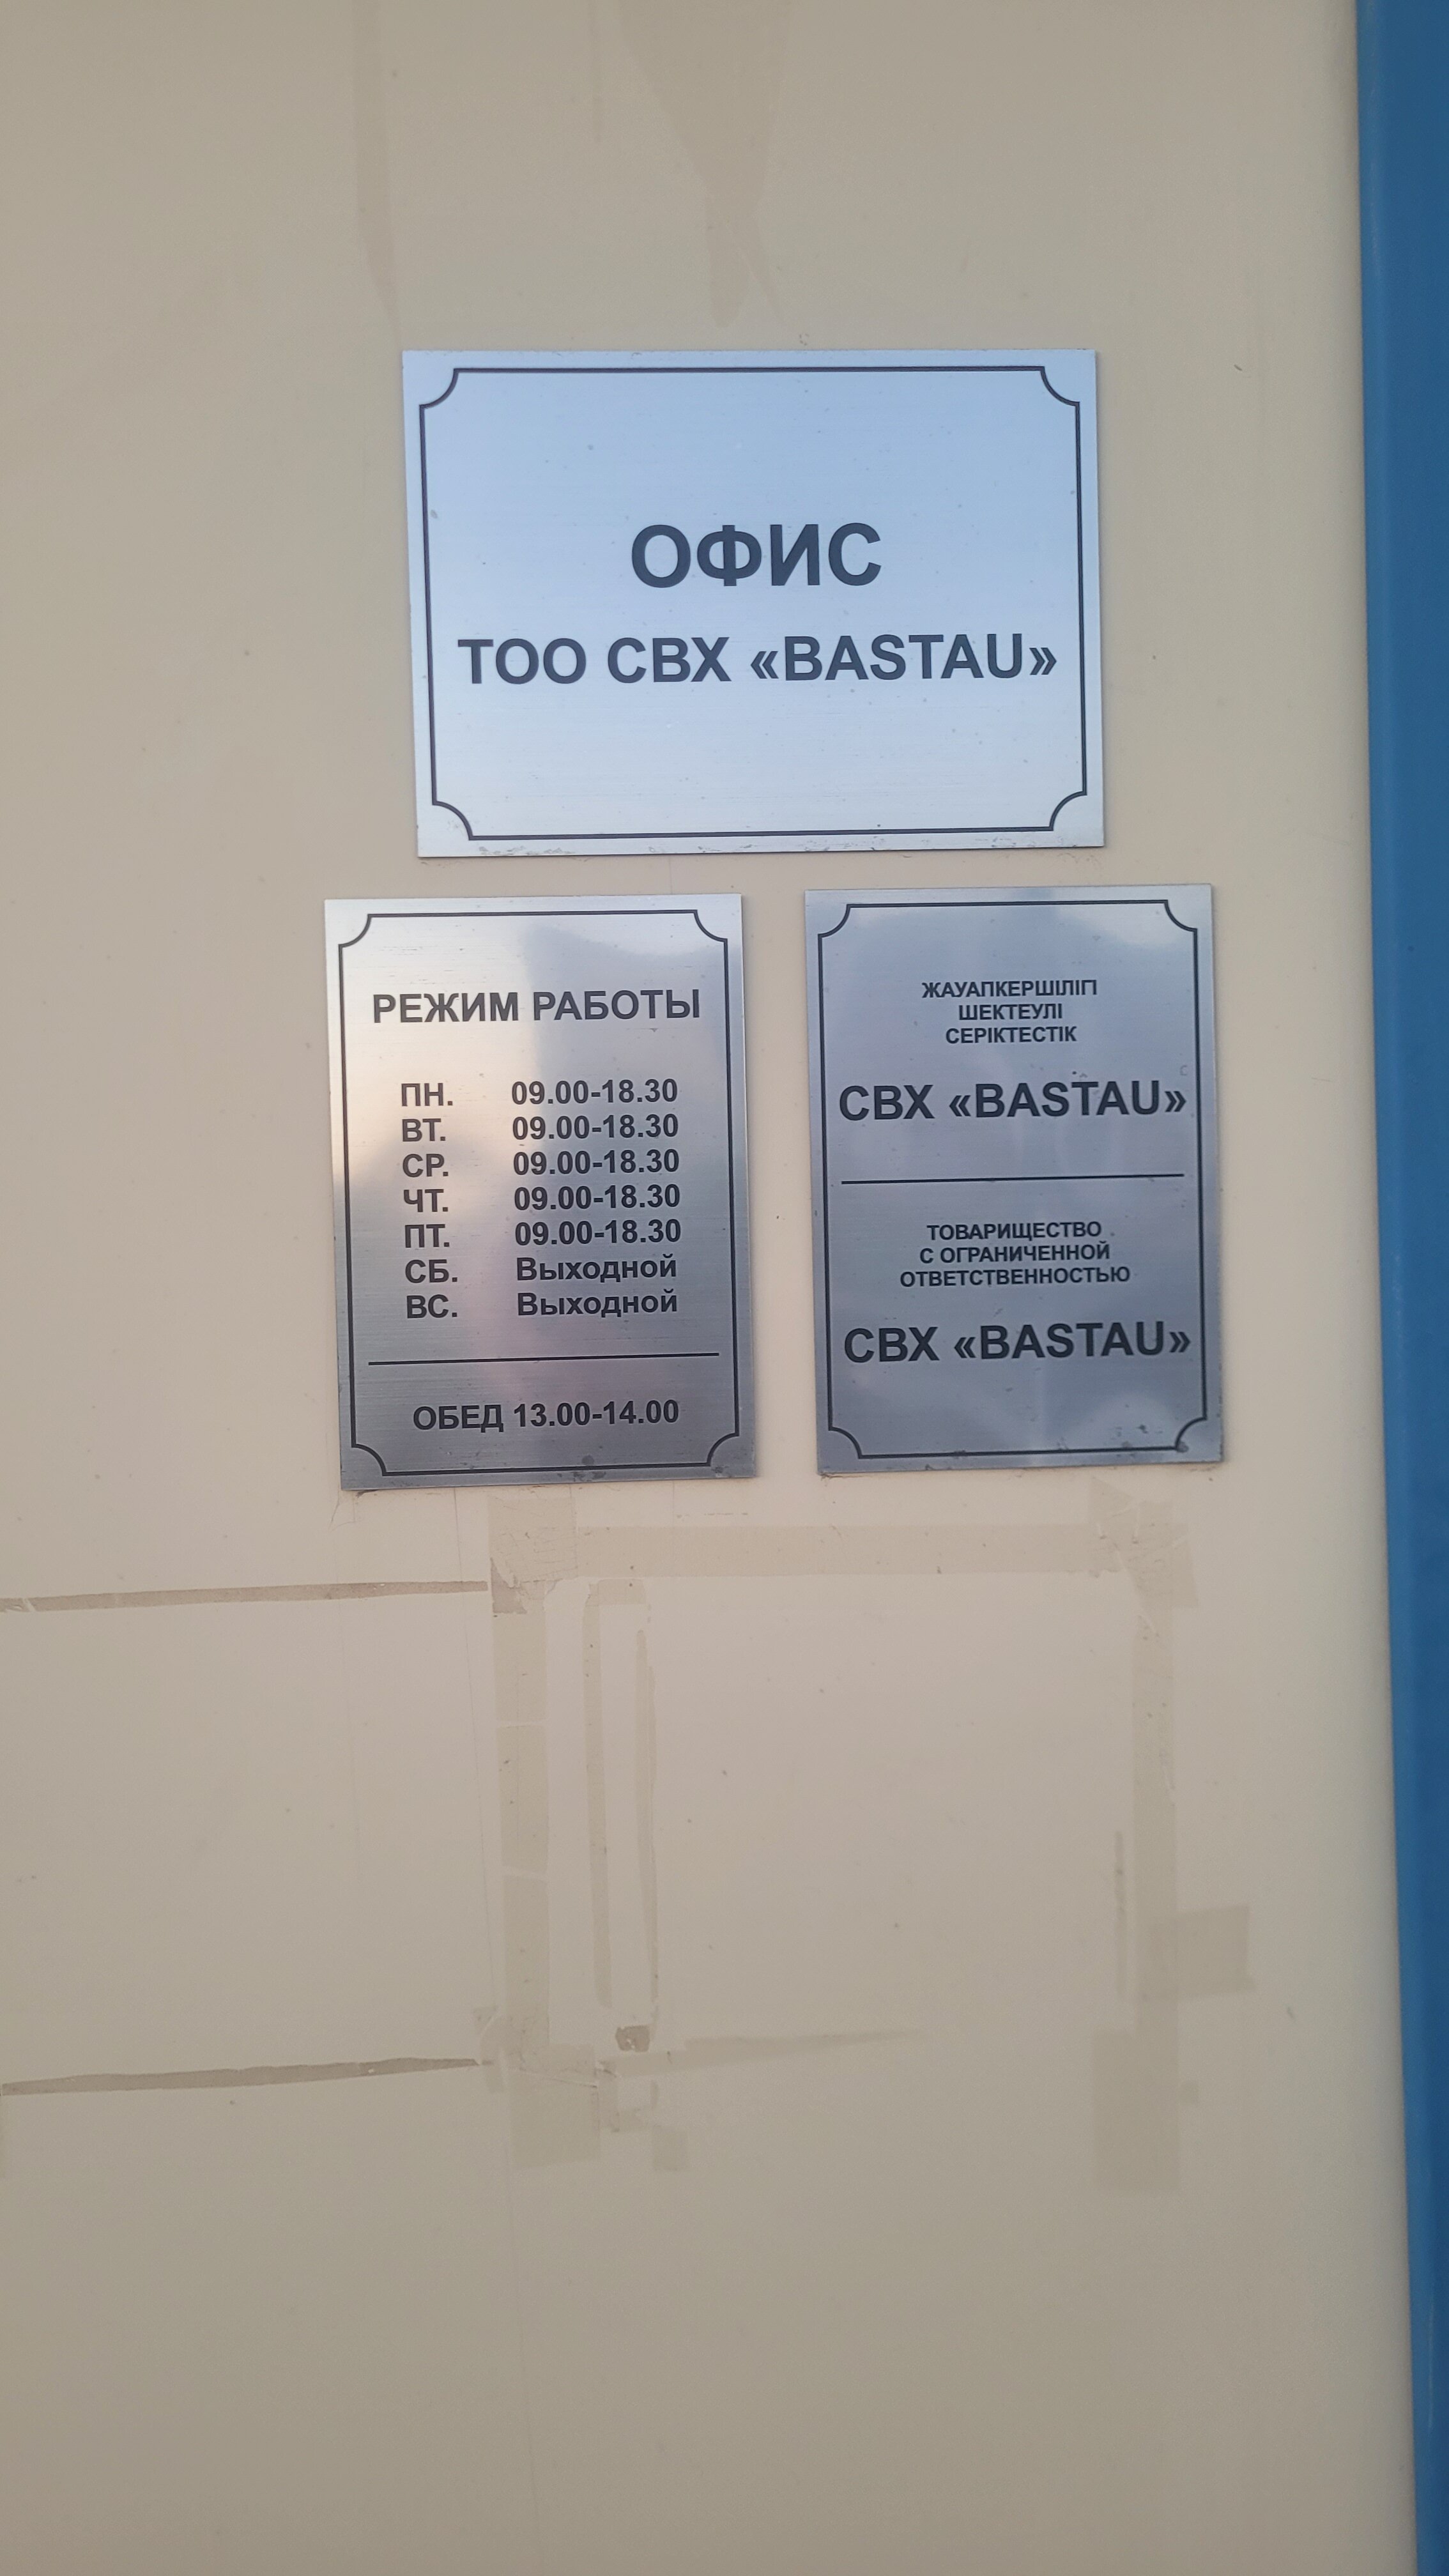 ОФИС
ТОО СВХ «BASTAU»
РЕЖИМ РАБОТЫ
ПН. 09.00-18.30
ВТ. 09.00-18.30
СР. 09.00-18.30
ЧТ. 09.00-18.30
ПТ. 09.00-18.30
СБ. Выходной
ВС. Выходной
ОБЕД 13.00-14.00
ЖАУАПКЕРШІЛІГІ
ШЕКТЕУЛІ
СЕРІКТЕСТІК
СВХ «BASTAU»
ТОВАРИЩЕСТВО
С ОГРАНИЧЕННОЙ
ОТВЕТСТВЕННОСТЬЮ
СВХ «BASTAU»